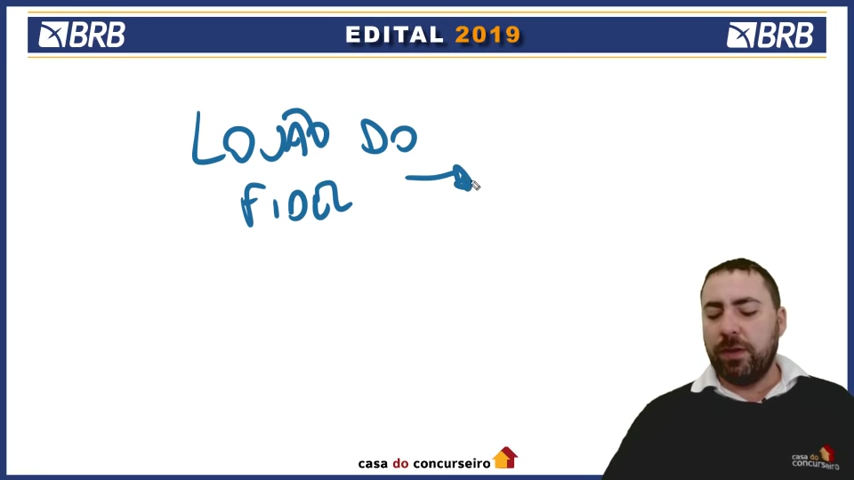 BRB EDITAL 2019 BRB
LOJÃO DO
FIDEL
casa do concurseiro
casa do
concurseiro